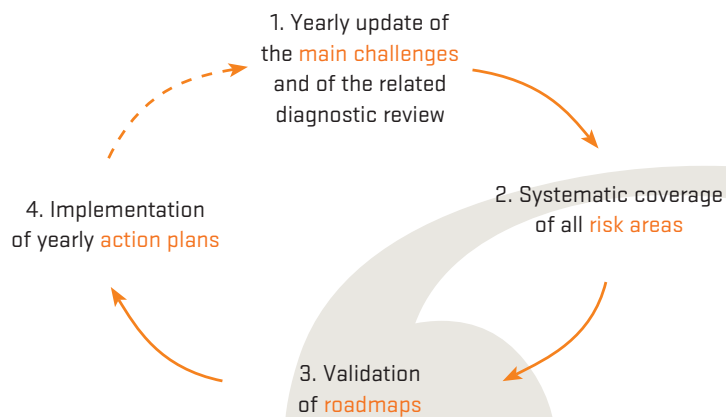 1. Yearly update of
the main challenges
and of the related
diagnostic review
2. Systematic coverage
of all risk areas
3. Validation
of roadmaps
4. Implementation
of yearly action plans